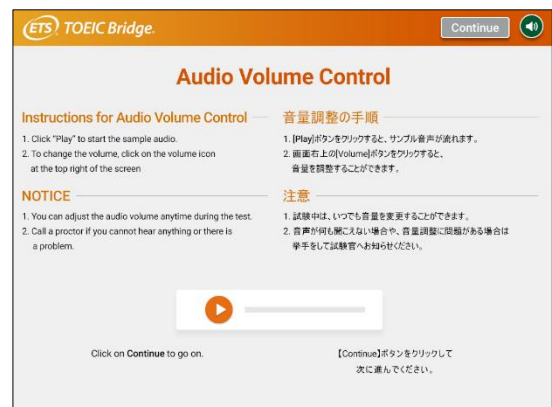 ETS TOEIC Bridge.
Continue
Audio Volume Control
Instructions for Audio Volume Control
1. Click "Play" to start the sample audio.
2. To change the volume, click on the volume icon
at the top right of the screen
NOTICE
1. You can adjust the audio volume anytime during the test.
2. Call a proctor if you cannot hear anything or there is
a problem.
音量調整の手順
1. [Play]ボタンをクリックすると、サンプル音声が流れます。
2. 画面右上の[Volume]ボタンをクリックすると、
音量を調整することができます。
注意
1. 試験中は、いつでも音量を変更することができます。
2. 音声が何も聞こえない場合や、音量調整に問題がある場合は
挙手をして試験官へお知らせください。
Click on Continue to go on.
【Continue】ボタンをクリックして
次に進んでください。